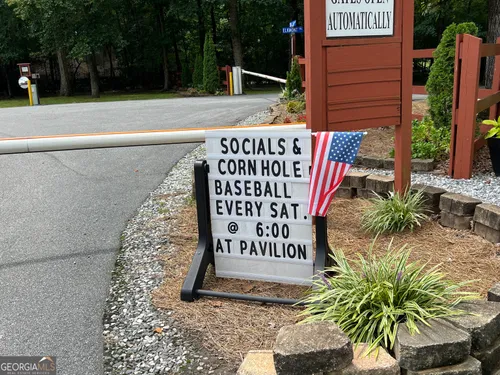 GATES OPEN
AUTOMATICALLY
SOCIALS &
CORN HOLE
BASEBALL
EVERY SAT.
@ 6:00
AT PAVILION
GEORGIA MLS